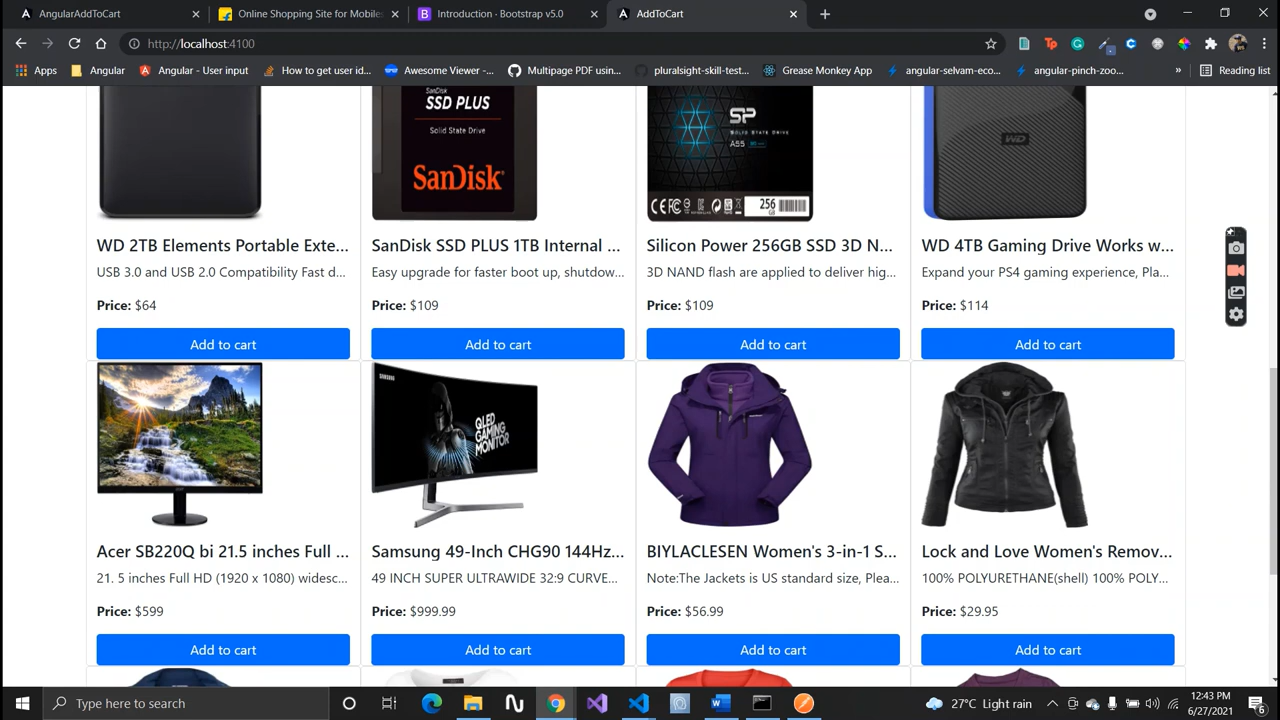 AngularAddToCart
Online Shopping Site for Mobiles
Introduction · Bootstrap v5.0
AddToCart
http://localhost:4100
Apps
Angular
Angular - User input
How to get user id...
Awesome Viewer -...
Multipage PDF usin...
pluralsight-skill-test...
Grease Monkey App
angular-selvam-eco...
angular-pinch-zoo...
»
Reading list
SanDisk
SSD PLUS
Solid State Drive
SanDisk
SP
SOLID STATE DRIVE
A55
256
GB
WD
WD 2TB Elements Portable Exte...
USB 3.0 and USB 2.0 Compatibility Fast d...
Price: $64
Add to cart
SanDisk SSD PLUS 1TB Internal ...
Easy upgrade for faster boot up, shutdow...
Price: $109
Add to cart
Silicon Power 256GB SSD 3D N...
3D NAND flash are applied to deliver hig...
Price: $109
Add to cart
WD 4TB Gaming Drive Works w...
Expand your PS4 gaming experience, Pla...
Price: $114
Add to cart
SAMSUNG
QLED
GAMING
MONITOR
Acer SB220Q bi 21.5 inches Full ...
21. 5 inches Full HD (1920 x 1080) widesc...
Price: $599
Add to cart
Samsung 49-Inch CHG90 144Hz...
49 INCH SUPER ULTRAWIDE 32:9 CURVE...
Price: $999.99
Add to cart
BIYLACLESEN Women's 3-in-1 S...
Note:The Jackets is US standard size, Plea...
Price: $56.99
Add to cart
Lock and Love Women's Remov...
100% POLYURETHANE(shell) 100% POLY...
Price: $29.95
Add to cart
Type here to search
27°C Light rain
12:43 PM
6/27/2021